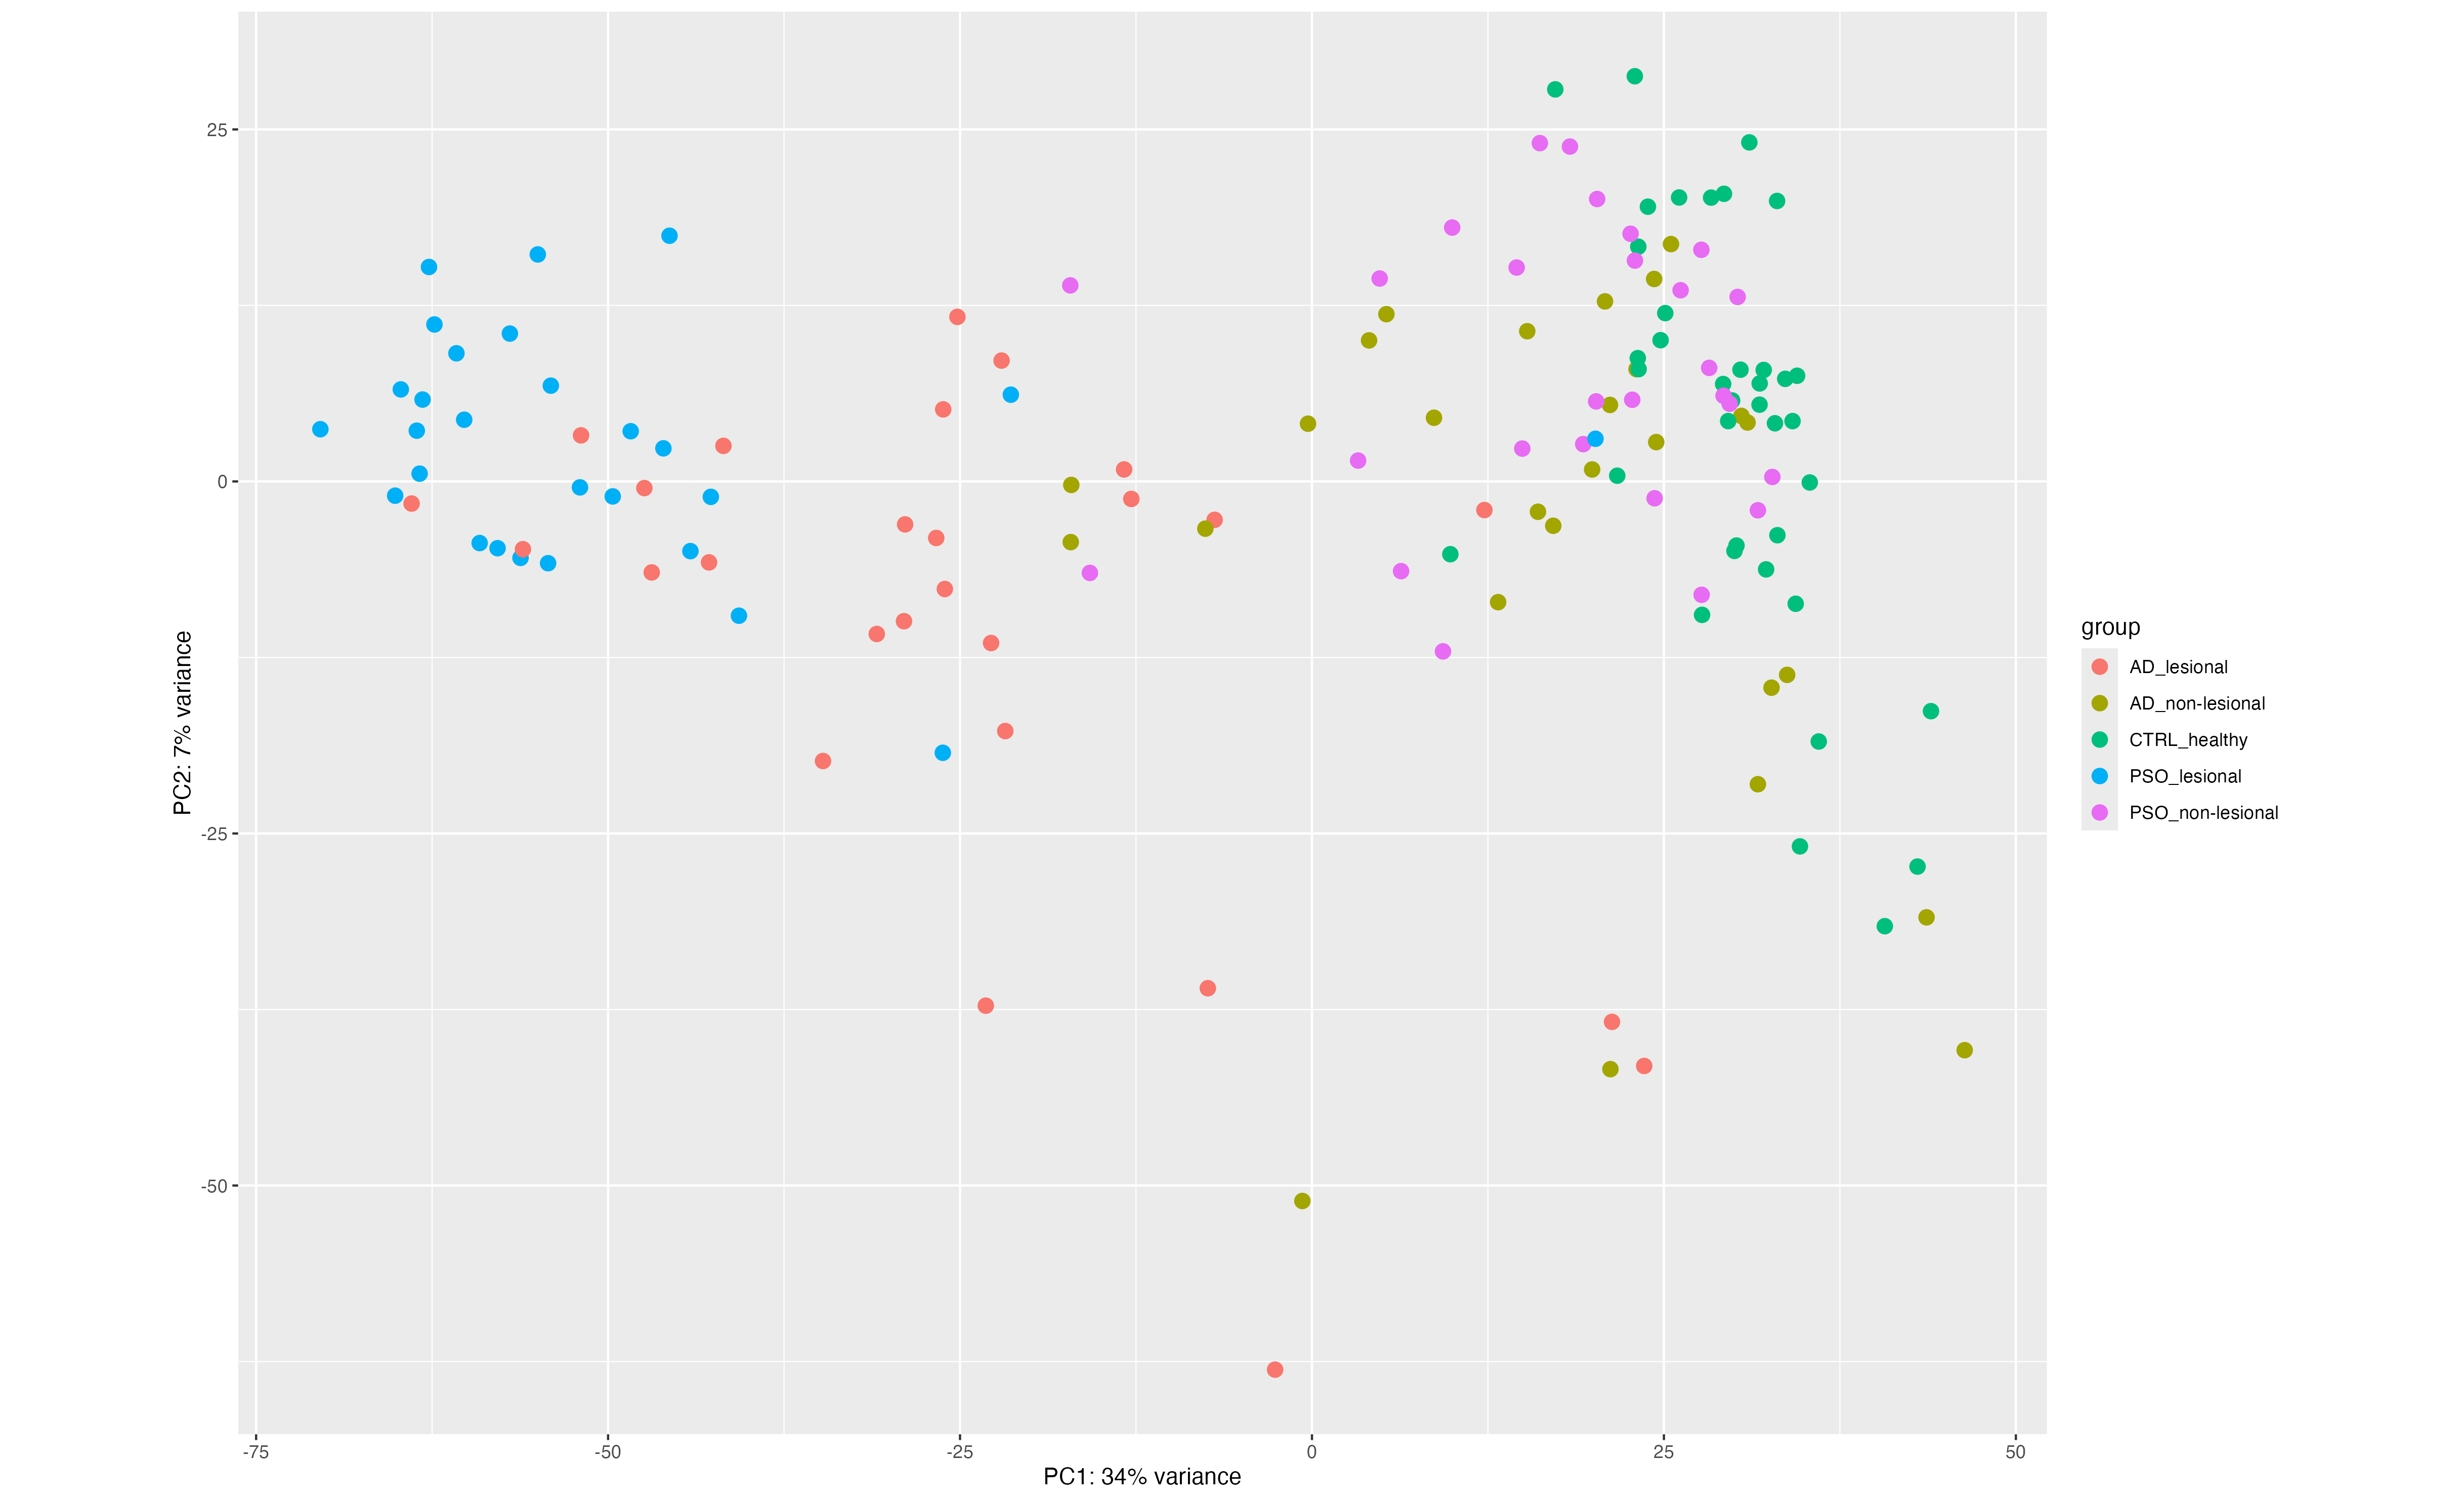 25
0
-25
-50
PC2: 7% variance
-75
-50
-25
0
25
50
PC1: 34% variance
group
AD_lesional
AD_non-lesional
CTRL_healthy
PSO_lesional
PSO_non-lesional